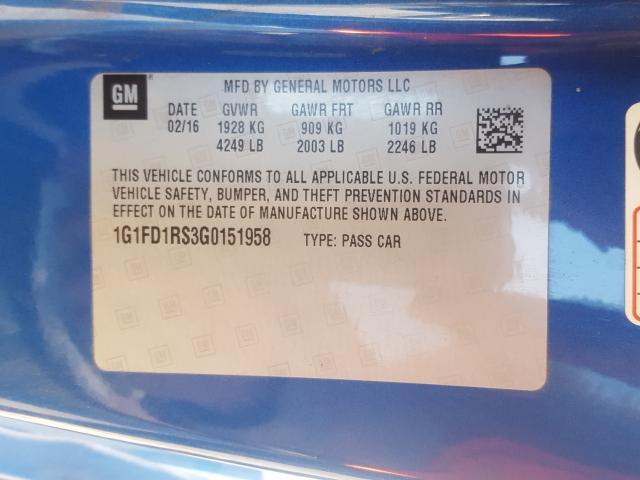 GM
MFD BY GENERAL MOTORS LLC
DATE GVWR GAWR FRT GAWR RR
02/16 1928 KG 909 KG 1019 KG
4249 LB 2003 LB 2246 LB
THIS VEHICLE CONFORMS TO ALL APPLICABLE U.S. FEDERAL MOTOR
VEHICLE SAFETY, BUMPER, AND THEFT PREVENTION STANDARDS IN
EFFECT ON THE DATE OF MANUFACTURE SHOWN ABOVE.
1G1FD1RS3G0151958 TYPE: PASS CAR